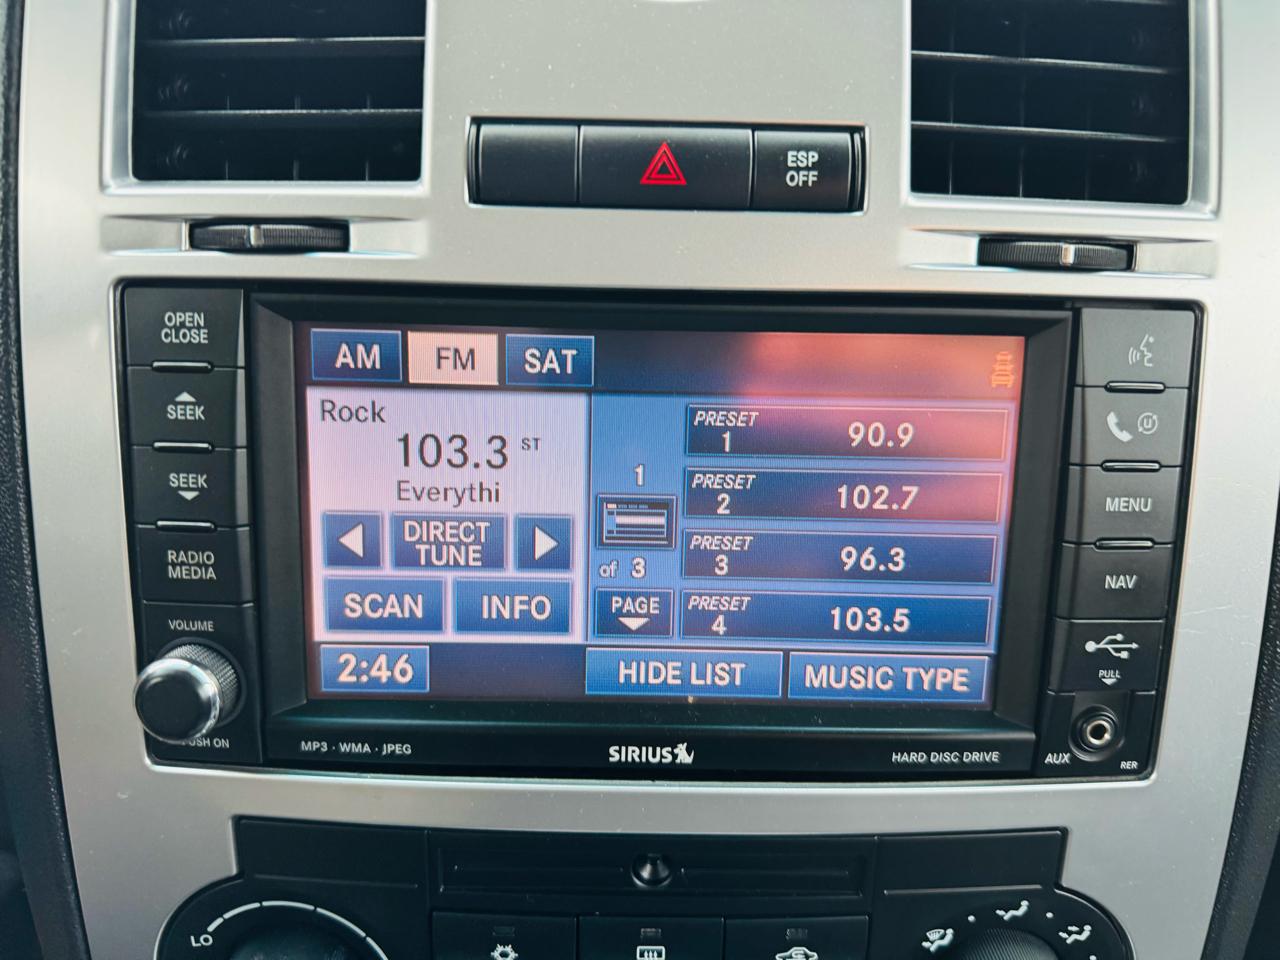 ESP
OFF
OPEN
CLOSE
SEEK
SEEK
RADIO
MEDIA
VOLUME
PUSH ON
AM
FM
SAT
Rock
103.3 ST
Everythi
DIRECT
TUNE
SCAN
INFO
2:46
1
of 3
PAGE
PRESET
1
90.9
PRESET
2
102.7
PRESET
3
96.3
PRESET
4
103.5
HIDE LIST
MUSIC TYPE
MENU
NAV
PULL
AUX
RER
MP3 · WMA · JPEG
SIRIUS
HARD DISC DRIVE
LO